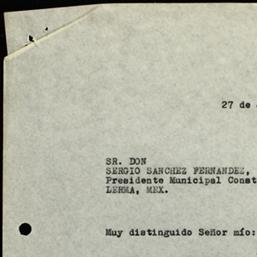 27 de
SR. DON
SERGIO SANCHEZ FERNANDEZ,
Presidente Municipal Const
LERMA, MEX.
Muy distinguido Señor mío: